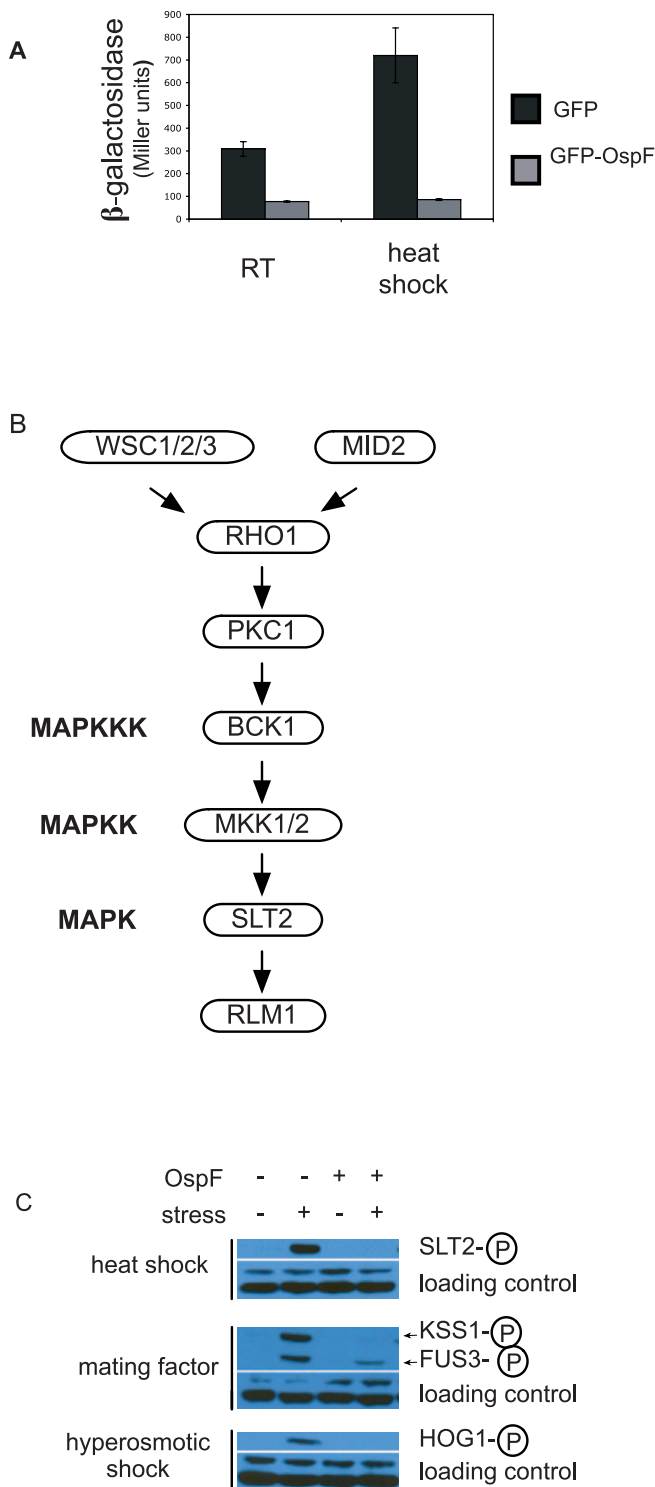 A
β-galactosidase
(Miller units)
900
800
700
600
500
400
300
200
100
0
RT
heat
shock
GFP
GFP-OspF
B
WSC1/2/3
MID2
RHO1
PKC1
MAPKKK
BCK1
MAPKK
MKK1/2
MAPK
SLT2
RLM1
C
OspF - - + +
stress - + - +
heat shock
SLT2-P
loading control
mating factor
KSS1-P
FUS3-P
loading control
hyperosmotic
shock
HOG1-P
loading control